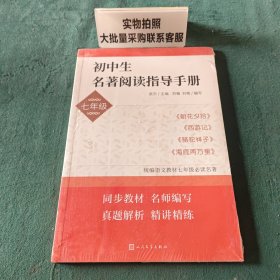 实物拍照
大批量采购联系客服
初中生
名著阅读指导手册
七年级
《朝花夕拾》
《西游记》
《骆驼祥子》
《海底两万里》
统编语文教材七年级必读名著
同步教材 名师编写
真题解析 精讲精练
人民文学出版社